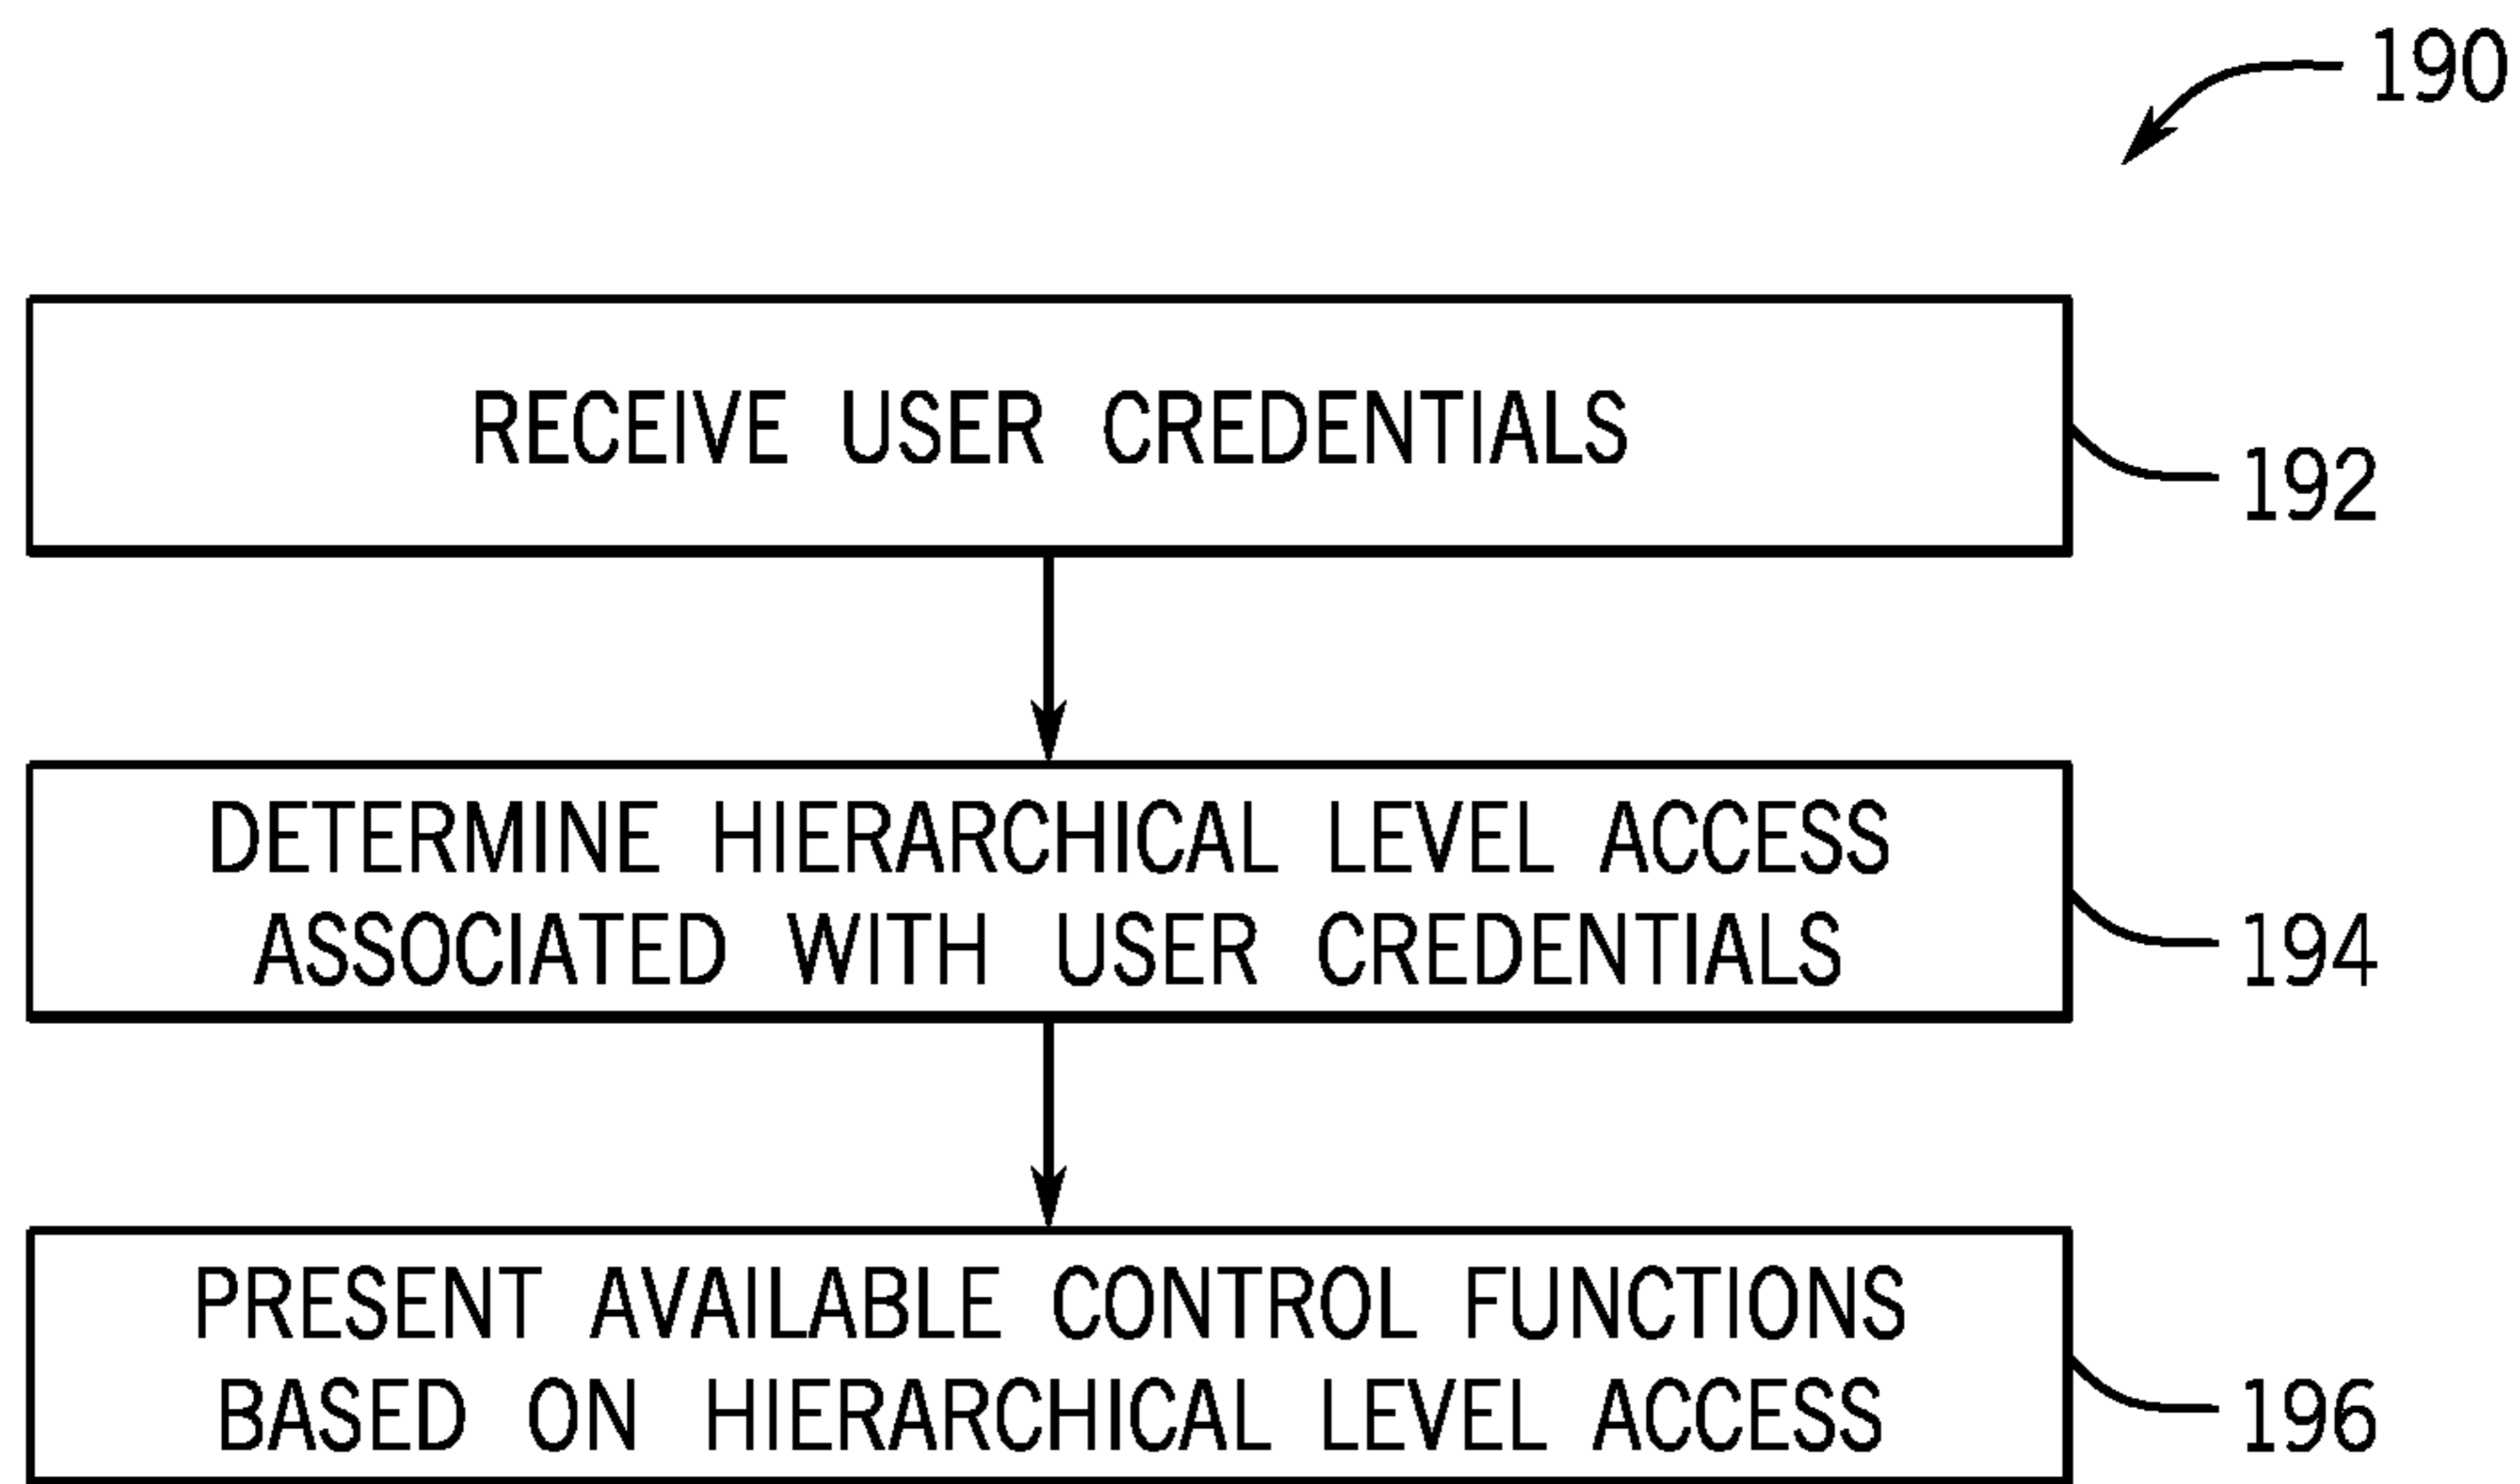 190
RECEIVE USER CREDENTIALS
192
DETERMINE HIERARCHICAL LEVEL ACCESS
ASSOCIATED WITH USER CREDENTIALS
194
PRESENT AVAILABLE CONTROL FUNCTIONS
BASED ON HIERARCHICAL LEVEL ACCESS
196